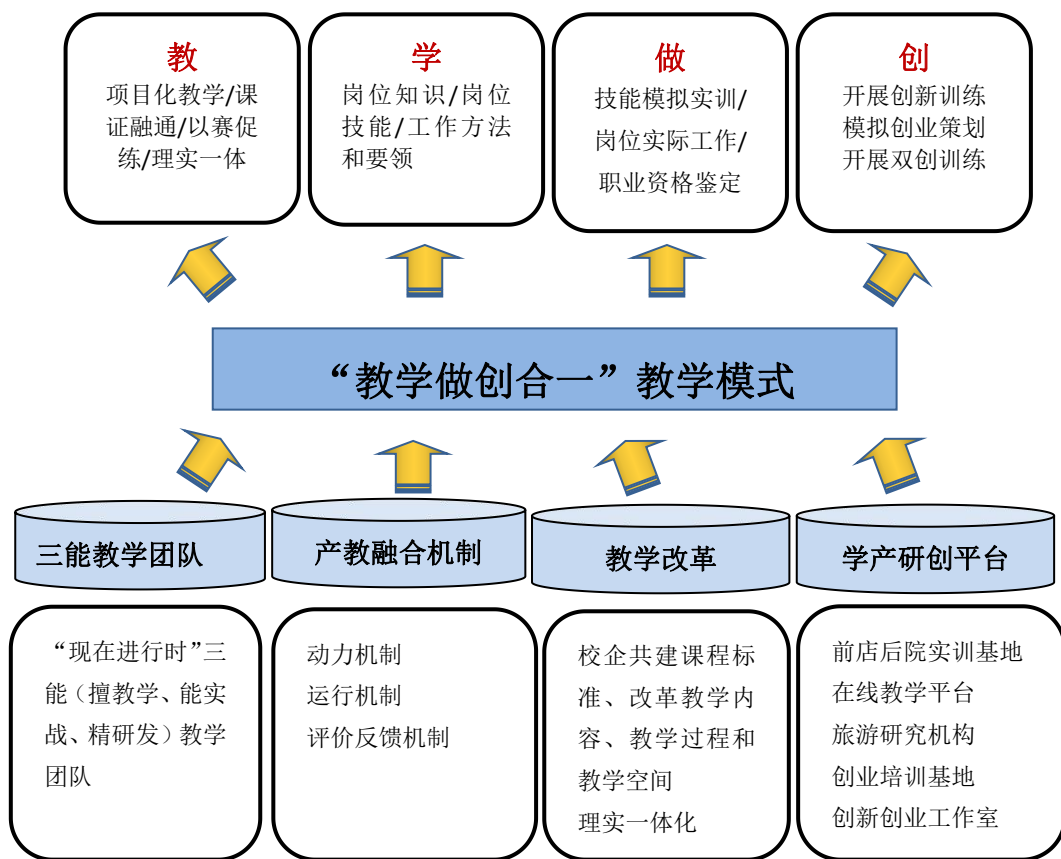 教
项目化教学/课
证融通/以赛促
练/理实一体
学
岗位知识/岗位
技能/工作方法
和要领
做
技能模拟实训/
岗位实际工作/
职业资格鉴定
创
开展创新训练
模拟创业策划
开展双创训练
“教学做创合一”教学模式
三能教学团队
产教融合机制
教学改革
学产研创平台
“现在进行时”三
能（擅教学、能实
战、精研发）教学
团队
动力机制
运行机制
评价反馈机制
校企共建课程标
准、改革教学内
容、教学过程和
教学空间
理实一体化
前店后院实训基地
在线教学平台
旅游研究机构
创业培训基地
创新创业工作室